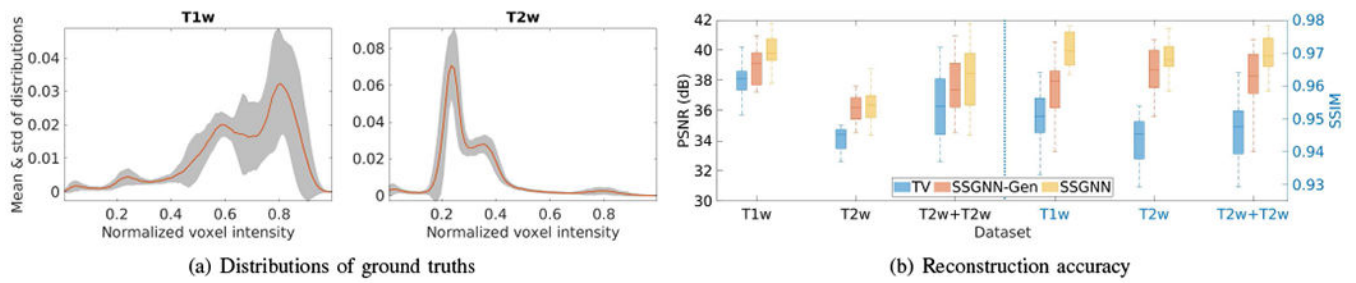 T1w
T2w
Mean & std of distributions
0.04
0.03
0.02
0.01
0
0.2 0.4 0.6 0.8
Normalized voxel intensity
0.08
0.06
0.04
0.02
0
0.2 0.4 0.6 0.8
Normalized voxel intensity
(a) Distributions of ground truths
PSNR (dB)
42
40
38
36
34
32
30
TV SSGNN-Gen SSGNN
T1w T2w T2w+T2w T1w T2w T2w+T2w
Dataset
0.98
0.97
0.96
0.95
0.94
0.93
SSIM
(b) Reconstruction accuracy